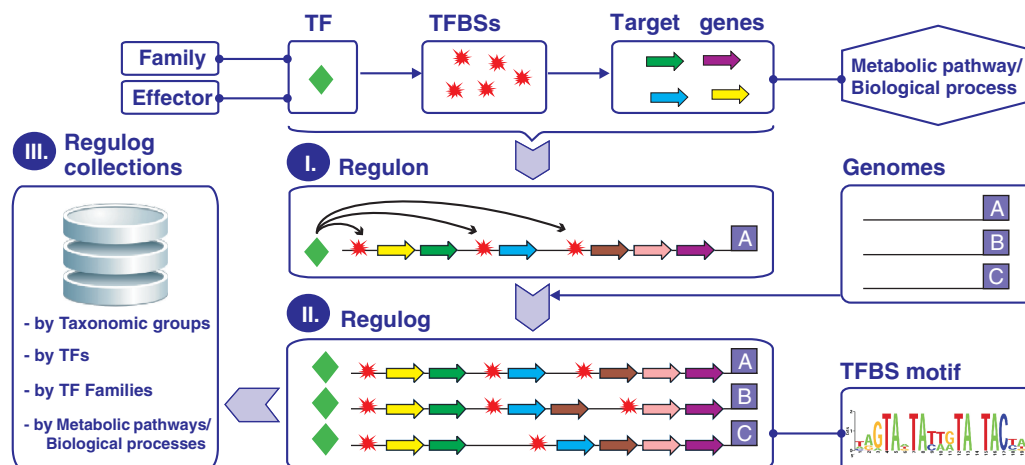 TF
TFBSs
Target genes
Family
Effector
Metabolic pathway/
Biological process
III. Regulog
collections
I. Regulon
Genomes
A
A
B
C
II. Regulog
- by Taxonomic groups
- by TFs
- by TF Families
- by Metabolic pathways/
Biological processes
A
B
C
TFBS motif